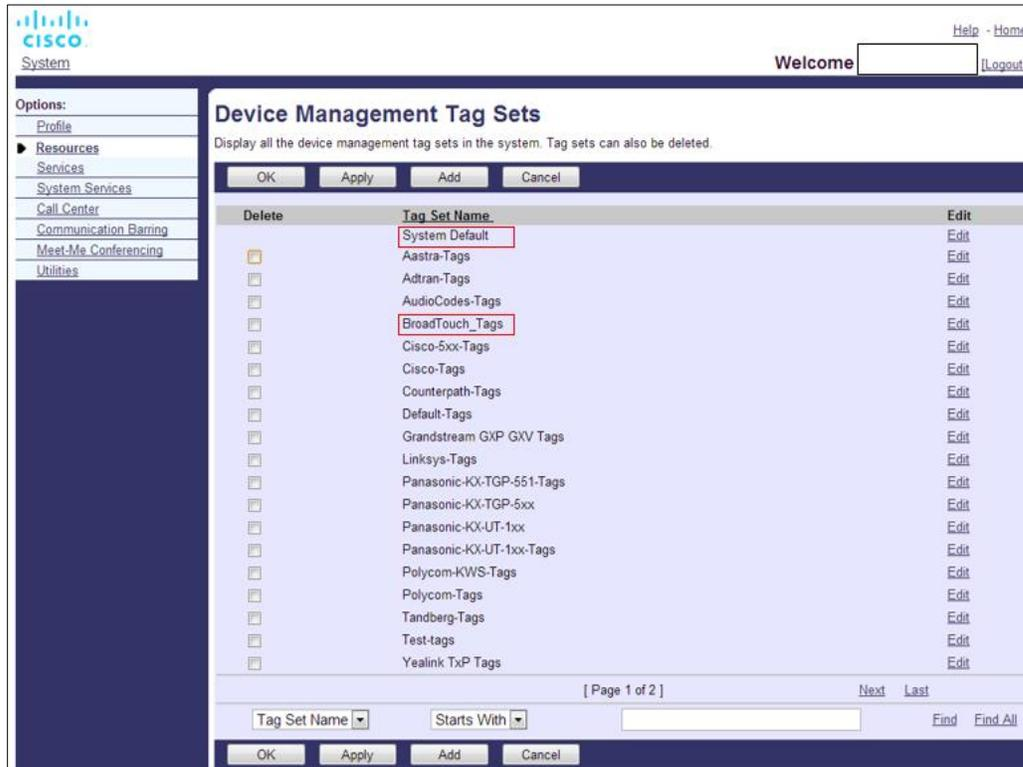 CISCO
Help - Home
System
Welcome [Logout
Options:
Profile
Resources
Services
System Services
Call Center
Communication Barring
Meet-Me Conferencing
Utilities
Device Management Tag Sets
Display all the device management tag sets in the system. Tag sets can also be deleted.
OK Apply Add Cancel
Delete Tag Set Name Edit
System Default Edit
Aastra-Tags Edit
Adtran-Tags Edit
AudioCodes-Tags Edit
BroadTouch_Tags Edit
Cisco-5xx-Tags Edit
Cisco-Tags Edit
Counterpath-Tags Edit
Default-Tags Edit
Grandstream GXP GXV Tags Edit
Linksys-Tags Edit
Panasonic-KX-TGP-551-Tags Edit
Panasonic-KX-TGP-5xx Edit
Panasonic-KX-UT-1xx Edit
Panasonic-KX-UT-1xx-Tags Edit
Polycom-KWS-Tags Edit
Polycom-Tags Edit
Tandberg-Tags Edit
Test-tags Edit
Yealink TxP Tags Edit
[ Page 1 of 2 ] Next Last
Tag Set Name Starts With Find Find All
OK Apply Add Cancel